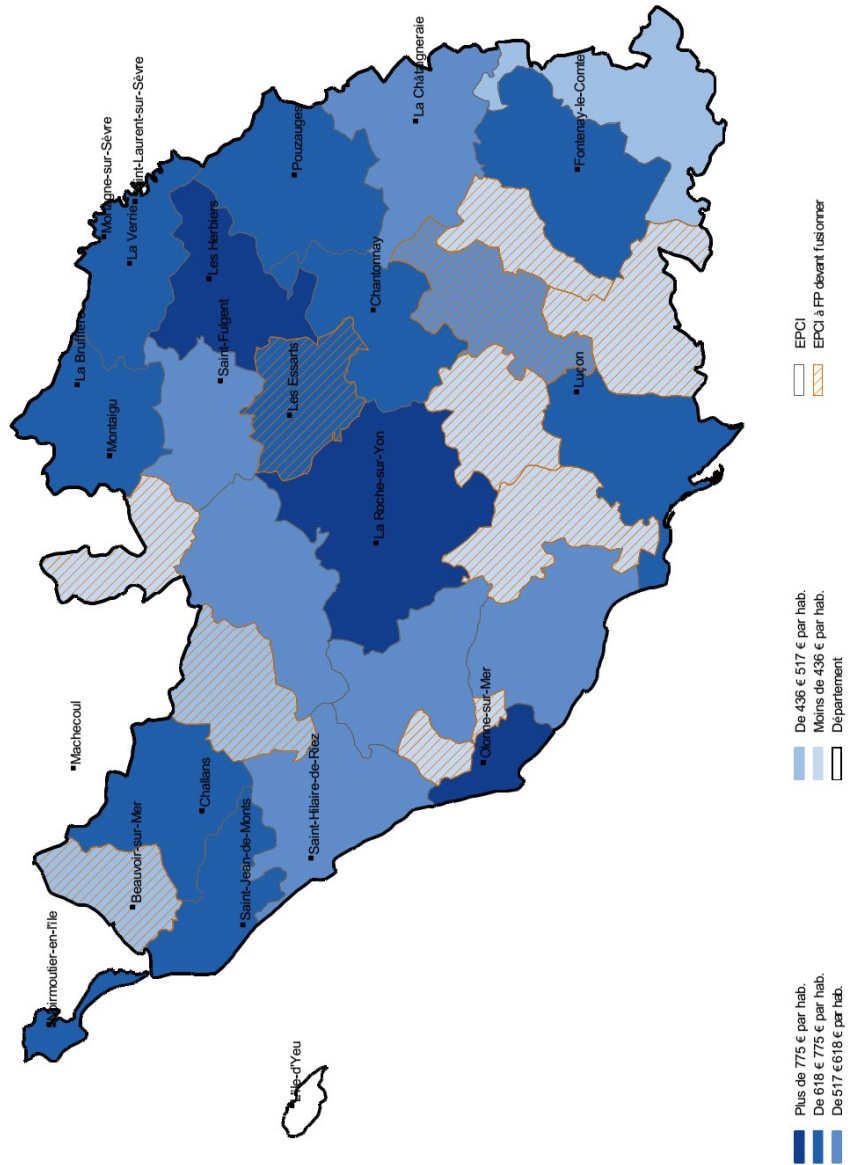 Noirmoutier-en-l'île
Machecoul
Beauvoir-sur-Mer
Challans
Saint-Jean-de-Monts
L'Île-d'Yeu
Saint-Hilaire-de-Riez
Olonne-sur-Mer
La Bruffière
Montaigu
Mortagne-sur-Sèvre
Saint-Laurent-sur-Sèvre
La Verrie
Les Herbiers
Saint-Fulgent
Les Essarts
Pouzauges
Chantonnay
La Roche-sur-Yon
La Châtaigneraie
Luçon
Fontenay-le-Comte
Plus de 775 € par hab.
De 618 € 775 € par hab.
De 517 € 618 € par hab.
De 436 € 517 € par hab.
Moins de 436 € par hab.
Département
EPCI
EPCI à FP devant fusionner